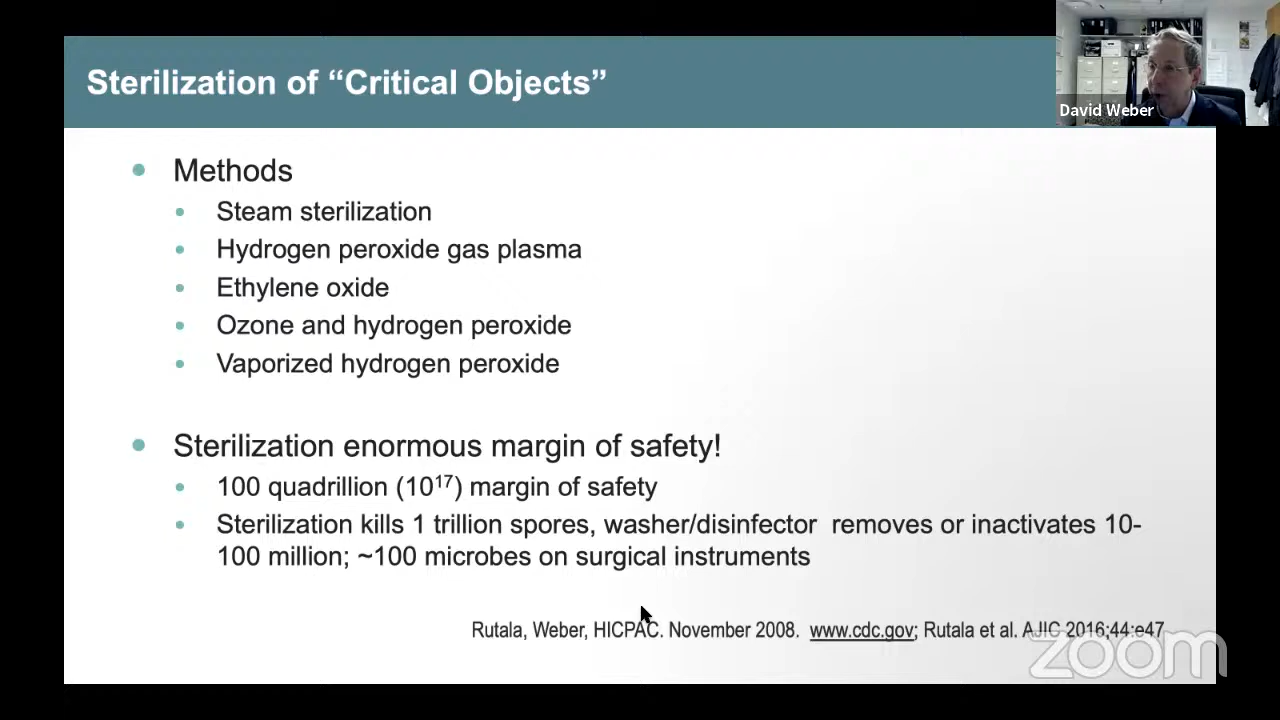 Sterilization of “Critical Objects”
David Weber
Methods
Steam sterilization
Hydrogen peroxide gas plasma
Ethylene oxide
Ozone and hydrogen peroxide
Vaporized hydrogen peroxide
Sterilization enormous margin of safety!
100 quadrillion (10¹⁷) margin of safety
Sterilization kills 1 trillion spores, washer/disinfector removes or inactivates 10-
100 million; ~100 microbes on surgical instruments
Rutala, Weber, HICPAC. November 2008. www.cdc.gov; Rutala et al. AJIC 2016;44:e47
zoom